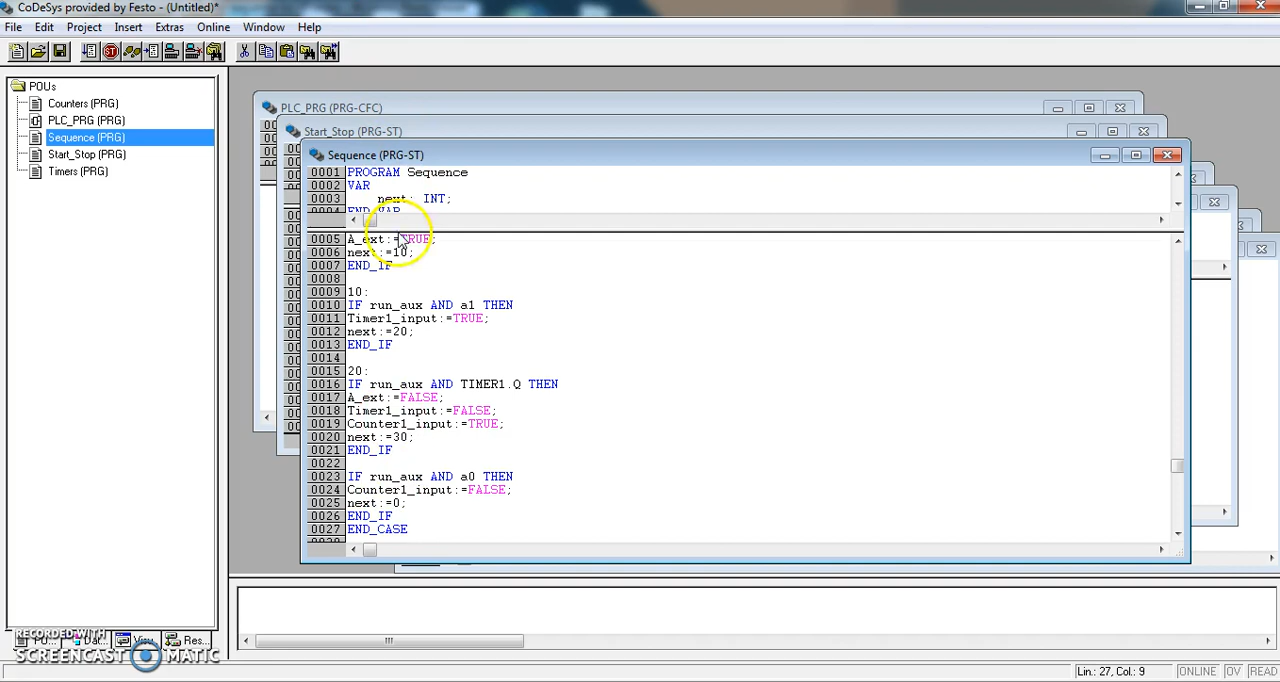 CoDeSys provided by Festo - (Untitled)*
File Edit Project Insert Extras Online Window Help
POUs
Counters (PRG)
PLC_PRG (PRG)
Sequence (PRG)
Start_Stop (PRG)
Timers (PRG)
PLC_PRG (PRG-CFC)
Start_Stop (PRG-ST)
Sequence (PRG-ST)
0001 PROGRAM Sequence
0002 VAR
0003 next: INT;
0004 END_VAR
0005 A_ext:=TRUE;
0006 next:=10;
0007 END_IF
0008
0009 10:
0010 IF run_aux AND a1 THEN
0011 Timer1_input:=TRUE;
0012 next:=20;
0013 END_IF
0014
0015 20:
0016 IF run_aux AND TIMER1.Q THEN
0017 A_ext:=FALSE;
0018 Timer1_input:=FALSE;
0019 Counter1_input:=TRUE;
0020 next:=30;
0021 END_IF
0022
0023 IF run_aux AND a0 THEN
0024 Counter1_input:=FALSE;
0025 next:=0;
0026 END_IF
0027 END_CASE
RECORDED WITH
SCREENCAST MATIC
Res...
Lin.: 27, Col.: 9 ONLINE OV READ